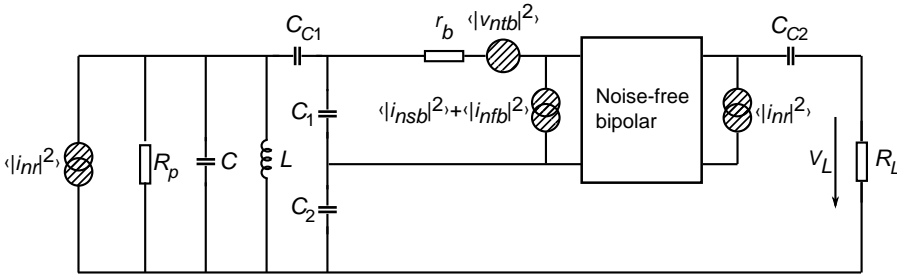 C_C1
r_b ‹|v_ntb|²›
C_C2
C_1
‹|i_nsb|²›+‹|i_nfb|²›
Noise-free
bipolar
‹|i_nr|²›
‹|i_nr|²›
R_p
C
L
C_2
V_L
R_L